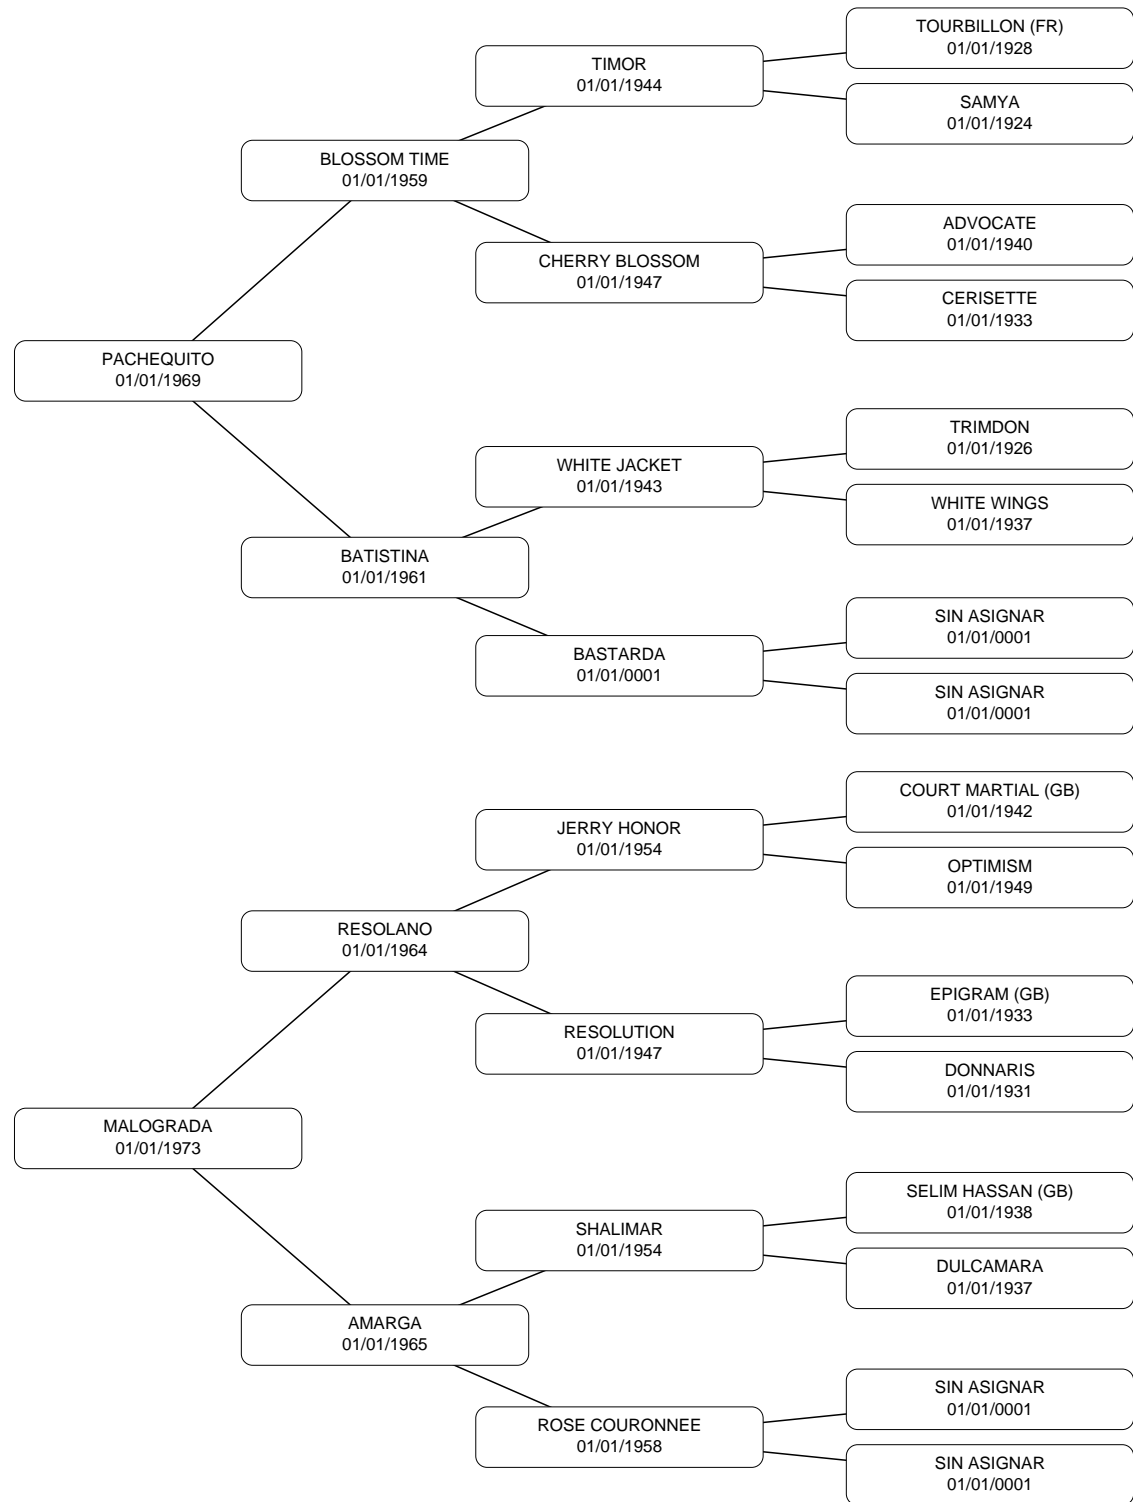 TOURBILLON (FR)
01/01/1928
TIMOR
01/01/1944
SAMYA
01/01/1924
BLOSSOM TIME
01/01/1959
ADVOCATE
01/01/1940
CHERRY BLOSSOM
01/01/1947
CERISETTE
01/01/1933
PACHEQUITO
01/01/1969
TRIMDON
01/01/1926
WHITE JACKET
01/01/1943
WHITE WINGS
01/01/1937
BATISTINA
01/01/1961
SIN ASIGNAR
01/01/0001
BASTARDA
01/01/0001
SIN ASIGNAR
01/01/0001
COURT MARTIAL (GB)
01/01/1942
JERRY HONOR
01/01/1954
OPTIMISM
01/01/1949
RESOLANO
01/01/1964
EPIGRAM (GB)
01/01/1933
RESOLUTION
01/01/1947
DONNARIS
01/01/1931
MALOGRADA
01/01/1973
SELIM HASSAN (GB)
01/01/1938
SHALIMAR
01/01/1954
DULCAMARA
01/01/1937
AMARGA
01/01/1965
SIN ASIGNAR
01/01/0001
ROSE COURONNEE
01/01/1958
SIN ASIGNAR
01/01/0001